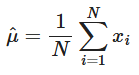 $$\hat{\mu} = \frac{1}{N} \sum_{i=1}^{N} x_i$$